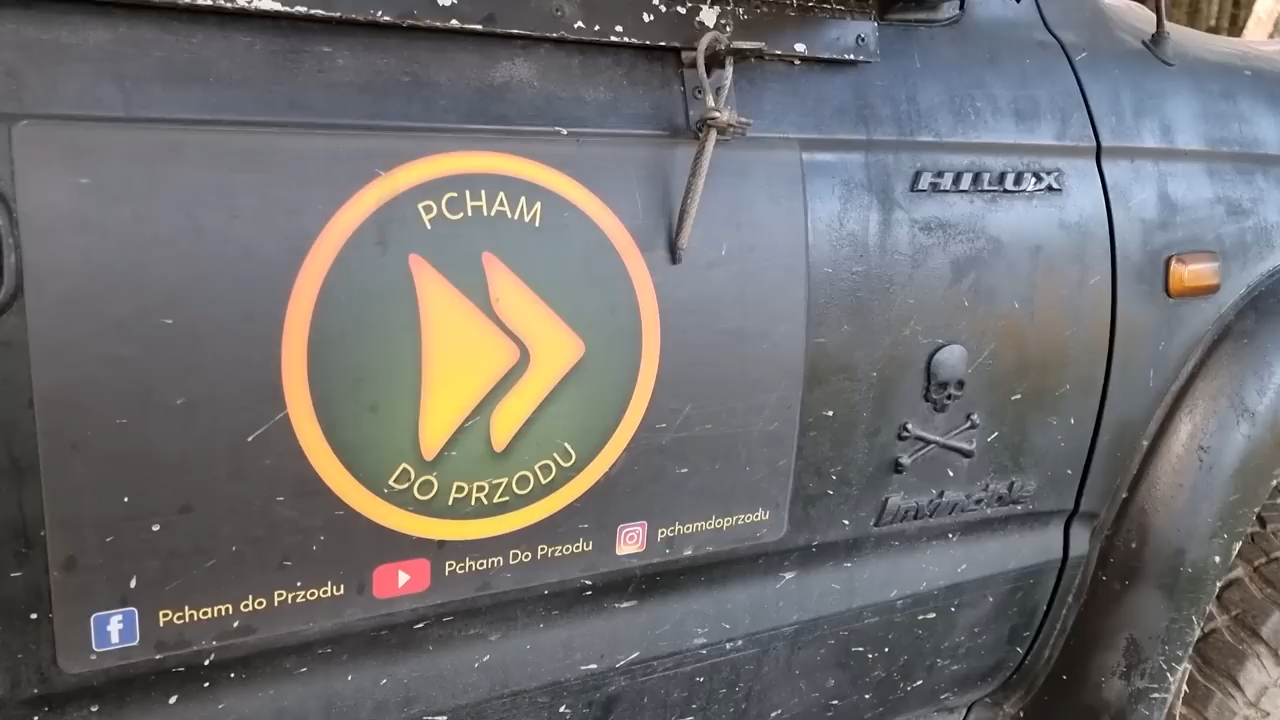 PCHAM
DO PRZODU
HILUX
Invincible
Pcham do Przodu
Pcham Do Przodu
pchamdoprzodu